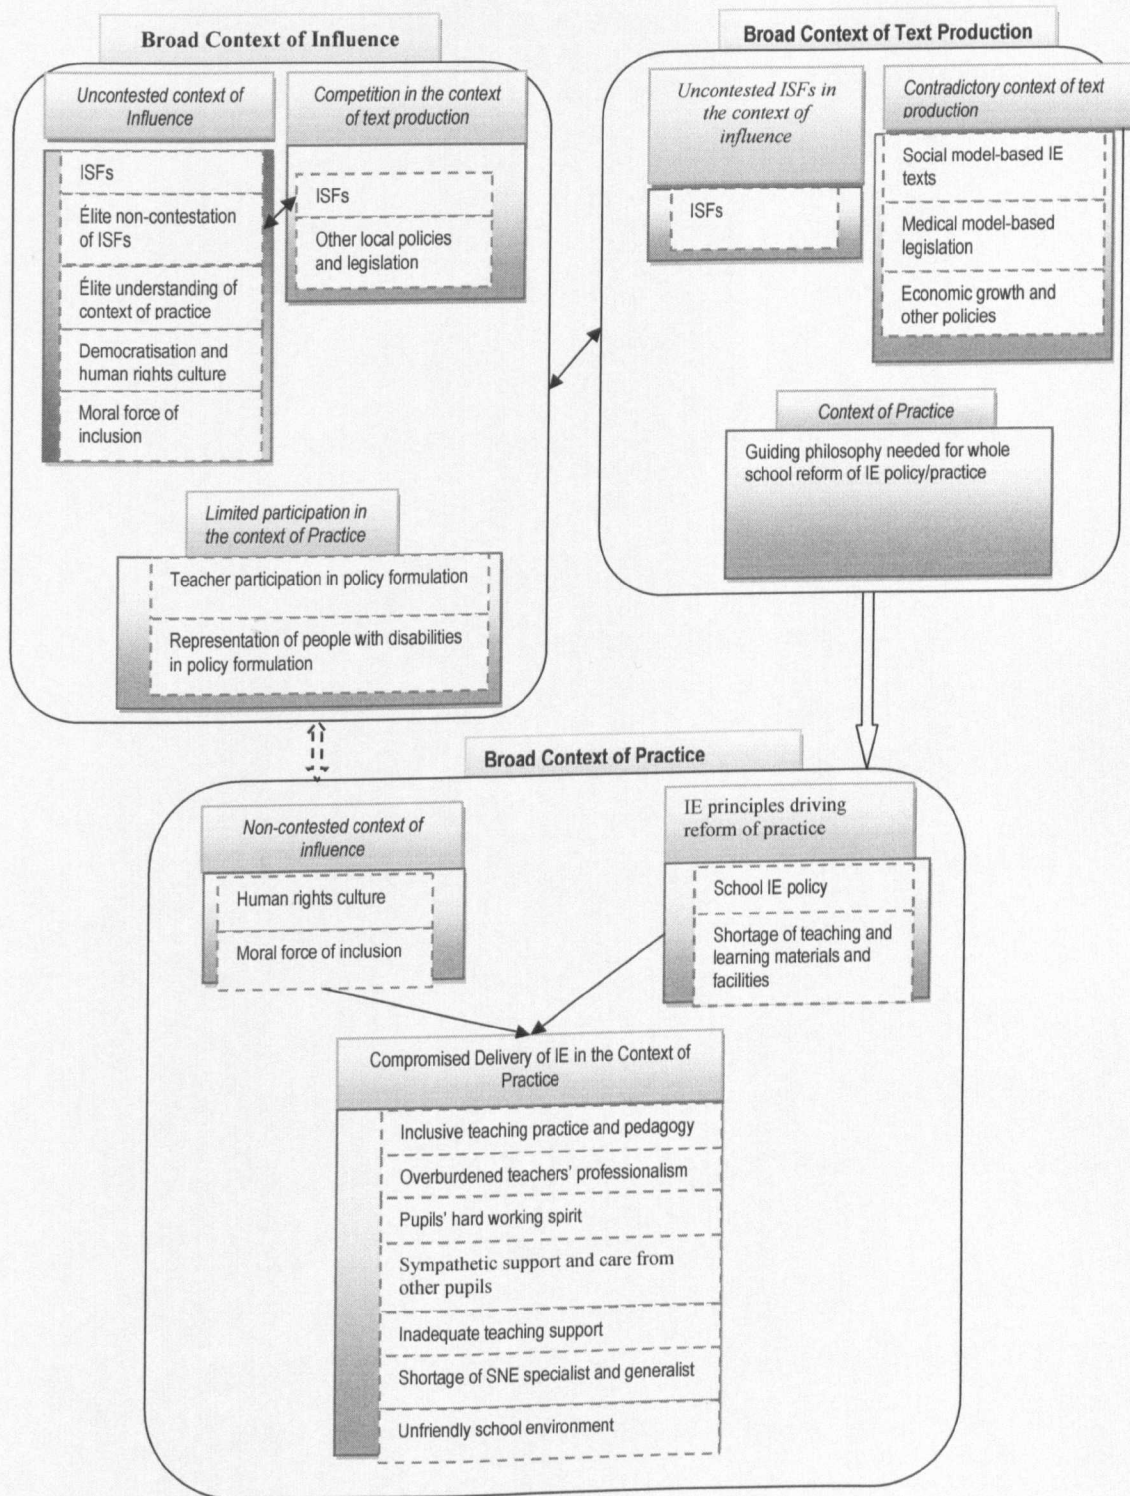 Broad Context of Influence
Uncontested context of
Influence
ISFs
Élite non-contestation
of ISFs
Élite understanding of
context of practice
Democratisation and
human rights culture
Moral force of
inclusion
Competition in the context
of text production
ISFs
Other local policies
and legislation
Limited participation in
the context of Practice
Teacher participation in policy formulation
Representation of people with disabilities
in policy formulation
Broad Context of Text Production
Uncontested ISFs in
the context of
influence
ISFs
Contradictory context of text
production
Social model-based IE
texts
Medical model-based
legislation
Economic growth and
other policies
Context of Practice
Guiding philosophy needed for whole
school reform of IE policy/practice
Broad Context of Practice
Non-contested context of
influence
Human rights culture
Moral force of inclusion
IE principles driving
reform of practice
School IE policy
Shortage of teaching and
learning materials and
facilities
Compromised Delivery of IE in the Context of
Practice
Inclusive teaching practice and pedagogy
Overburdened teachers' professionalism
Pupils' hard working spirit
Sympathetic support and care from
other pupils
Inadequate teaching support
Shortage of SNE specialist and generalist
Unfriendly school environment